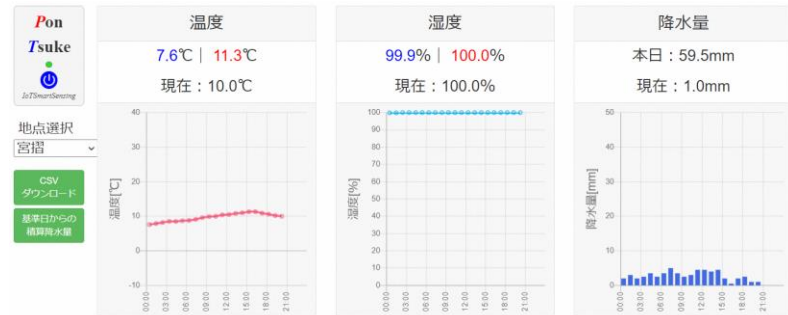 Pon
Tsuke
IoTSmartSensing
地点選択
宮摺
CSV
ダウンロード
基準日からの
積算降水量
温度
7.6℃｜ 11.3℃
現在：10.0℃
40
30
20
10
0
-10
温度[℃]
00:00
03:00
06:00
09:00
12:00
15:00
18:00
21:00
湿度
99.9%｜ 100.0%
現在：100.0%
100
90
80
70
60
50
40
30
20
10
0
湿度[%]
00:00
03:00
06:00
09:00
12:00
15:00
18:00
21:00
降水量
本日：59.5mm
現在：1.0mm
50
40
30
20
10
0
降水量[mm]
00:00
03:00
06:00
09:00
12:00
15:00
18:00
21:00